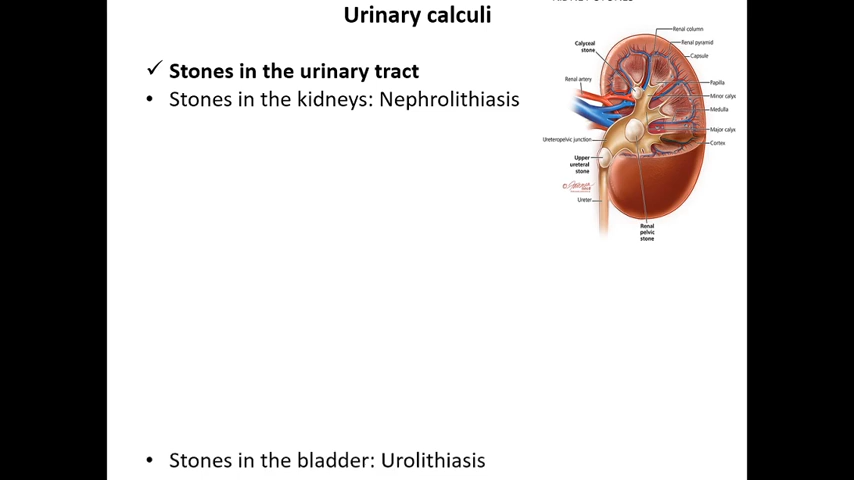 Urinary calculi
✓ Stones in the urinary tract
• Stones in the kidneys: Nephrolithiasis
Renal column
Renal pyramid
Calyceal
stone
Capsule
Renal artery
Papilla
Minor calyx
Medulla
Major calyx
Ureteropelvic junction
Cortex
Upper
ureteral
stone
Ureter
Renal
pelvic
stone
• Stones in the bladder: Urolithiasis